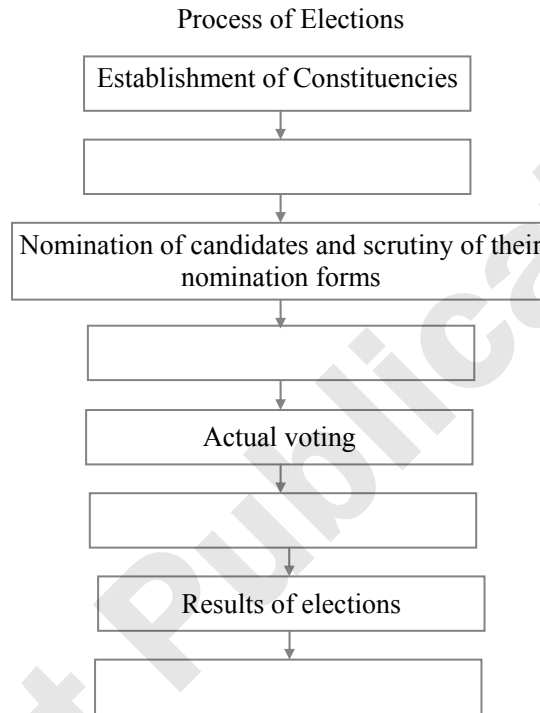 Process of Elections
Establishment of Constituencies
Nomination of candidates and scrutiny of their
nomination forms
Actual voting
Results of elections